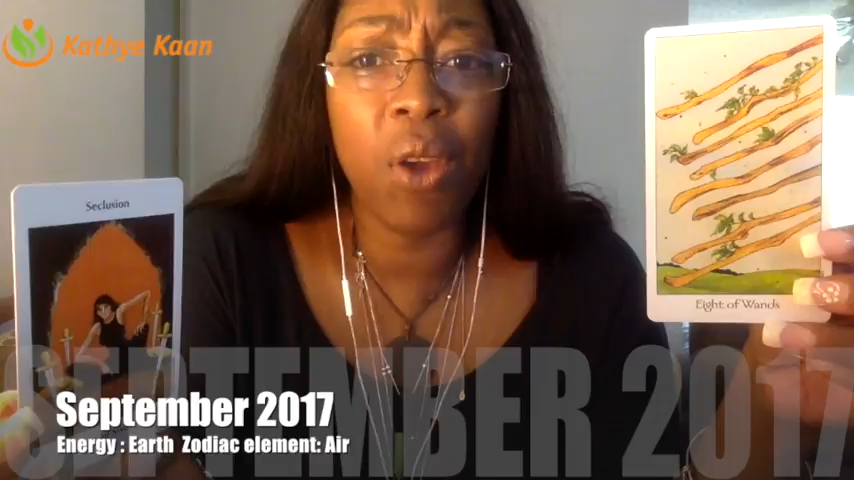 Kathye Kaan
Seclusion
Eight of Wands
SEPTEMBER 2017
September 2017
Energy : Earth Zodiac element: Air